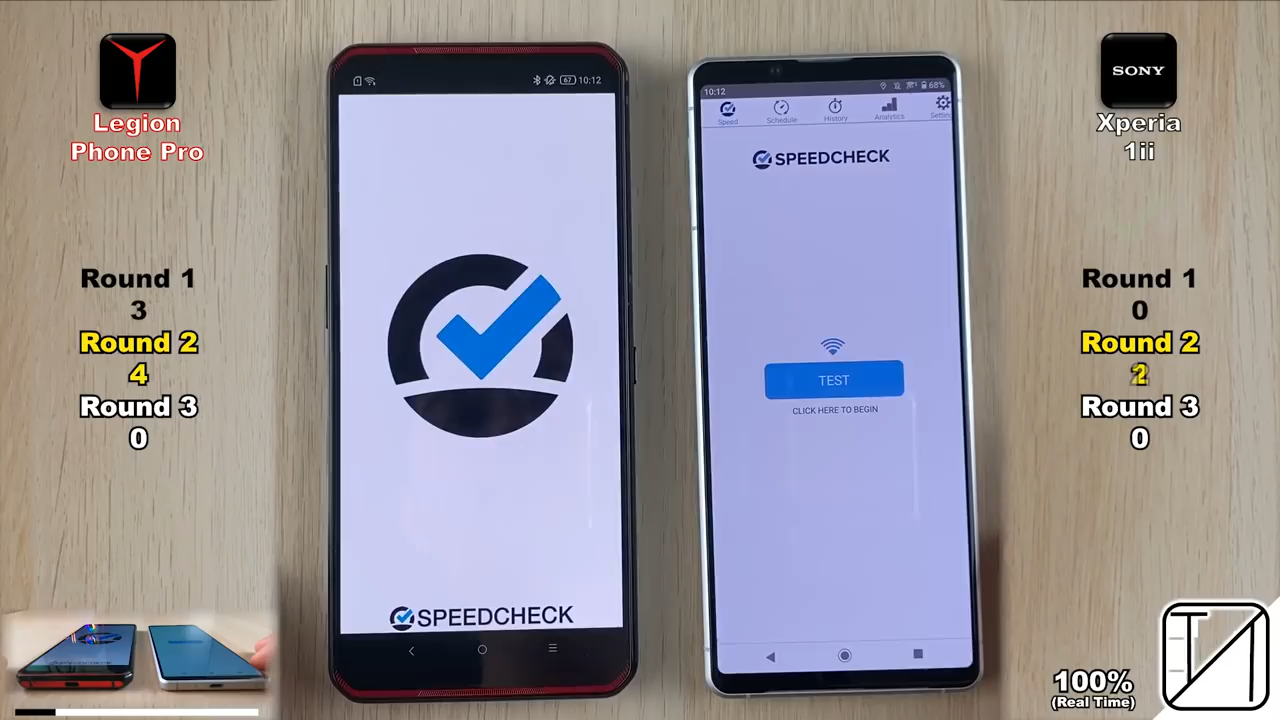 Legion
Phone Pro
Round 1
3
Round 2
4
Round 3
0
67 10:12
SPEEDCHECK
10:12
68%
Speed Schedule History Analytics
SPEEDCHECK
TEST
CLICK HERE TO BEGIN
SONY
Xperia
1ii
Round 1
0
Round 2
Round 3
0
100%
(Real Time)